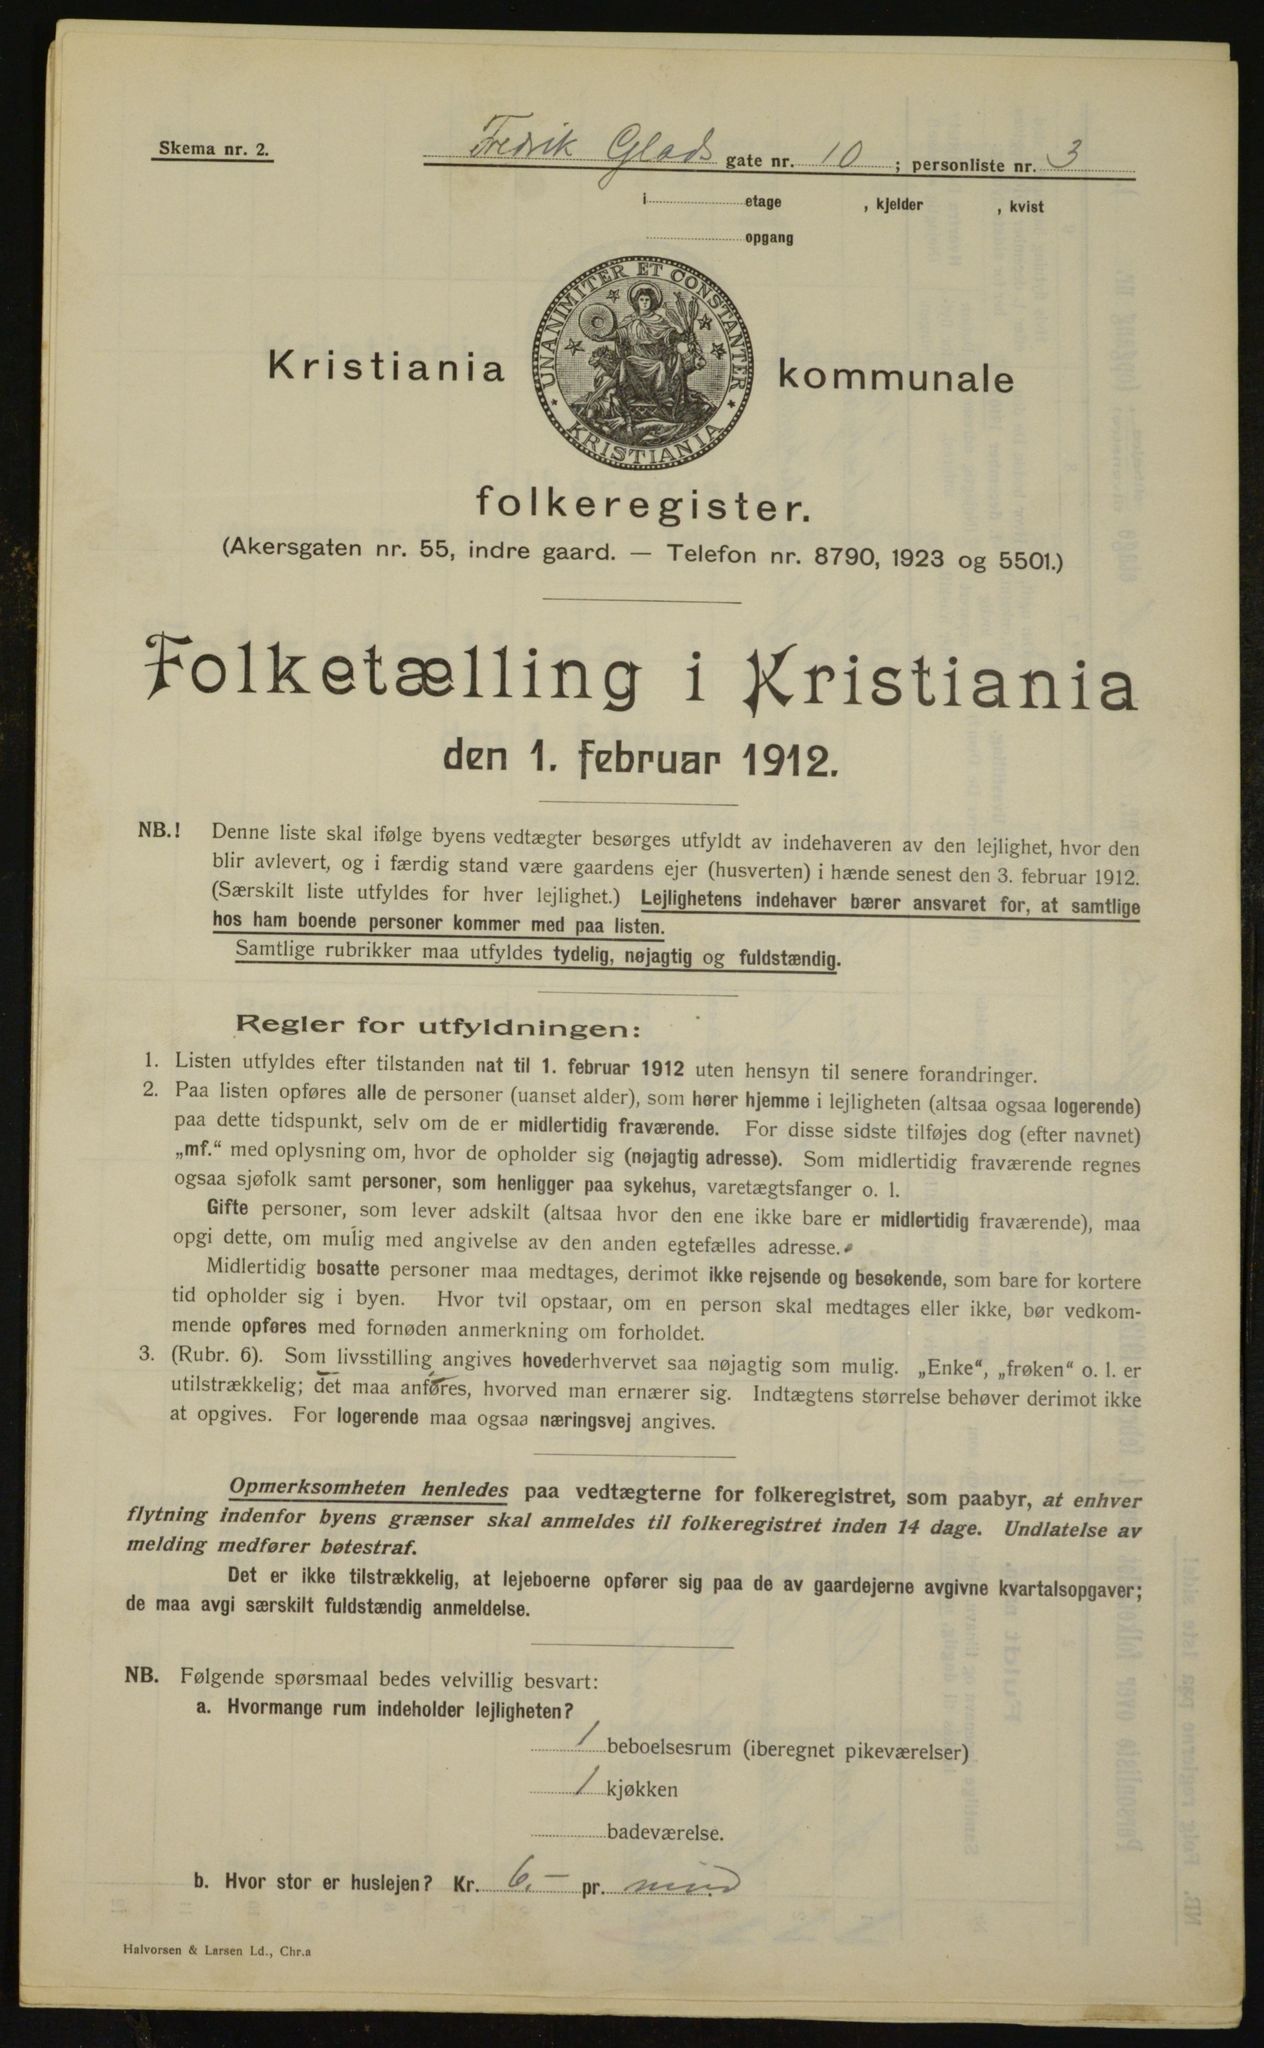 Skema nr. 2.
Fredrik Glads gate nr. 10; personliste nr. 3
i etage , kjelder , kvist
opgang
UNANIMITER ET CONSTANTER
KRISTIANIA
Kristiania kommunale
folkeregister.
(Akersgaten nr. 55, indre gaard. — Telefon nr. 8790, 1923 og 5501.)
Folketælling i Kristiania
den 1. februar 1912.
NB.! Denne liste skal ifølge byens vedtægter besørges utfyldt av indehaveren av den lejlighet, hvor den
blir avlevert, og i færdig stand være gaardens ejer (husverten) i hænde senest den 3. februar 1912.
(Særskilt liste utfyldes for hver lejlighet.) Lejlighetens indehaver bærer ansvaret for, at samtlige
hos ham boende personer kommer med paa listen.
Samtlige rubrikker maa utfyldes tydelig, nøjagtig og fuldstændig.
Regler for utfyldningen:
1. Listen utfyldes efter tilstanden nat til 1. februar 1912 uten hensyn til senere forandringer.
2. Paa listen opføres alle de personer (uanset alder), som hører hjemme i lejligheten (altsaa ogsaa logerende)
paa dette tidspunkt, selv om de er midlertidig fraværende. For disse sidste tilføjes dog (efter navnet)
„mf.“ med oplysning om, hvor de opholder sig (nøjagtig adresse). Som midlertidig fraværende regnes
ogsaa sjøfolk samt personer, som henligger paa sykehus, varetægtsfanger o. l.
Gifte personer, som lever adskilt (altsaa hvor den ene ikke bare er midlertidig fraværende), maa
opgi dette, om mulig med angivelse av den anden egtefælles adresse.
Midlertidig bosatte personer maa medtages, derimot ikke rejsende og besøkende, som bare for kortere
tid opholder sig i byen. Hvor tvil opstaar, om en person skal medtages eller ikke, bør vedkom-
mende opføres med fornøden anmerkning om forholdet.
3. (Rubr. 6). Som livsstilling angives hovederhvervet saa nøjagtig som mulig. „Enke“, „frøken“ o. l. er
utilstrækkelig; det maa anføres, hvorved man ernærer sig. Indtægtens størrelse behøver derimot ikke
at opgives. For logerende maa ogsaa næringsvej angives.
Opmerksomheten henledes paa vedtægterne for folkeregistret, som paabyr, at enhver
flytning indenfor byens grænser skal anmeldes til folkeregistret inden 14 dage. Undlatelse av
melding medfører bøtestraf.
Det er ikke tilstrækkelig, at lejeboerne opfører sig paa de av gaardejerne avgivne kvartalsopgaver;
de maa avgi særskilt fuldstændig anmeldelse.
NB. Følgende spørsmaal bedes velvillig besvart:
a. Hvormange rum indeholder lejligheten?
1 beboelsesrum (iberegnet pikeværelser)
1 kjøkken
badeværelse.
b. Hvor stor er huslejen? Kr. 6.— pr.
Halvorsen & Larsen Ld., Chr.a